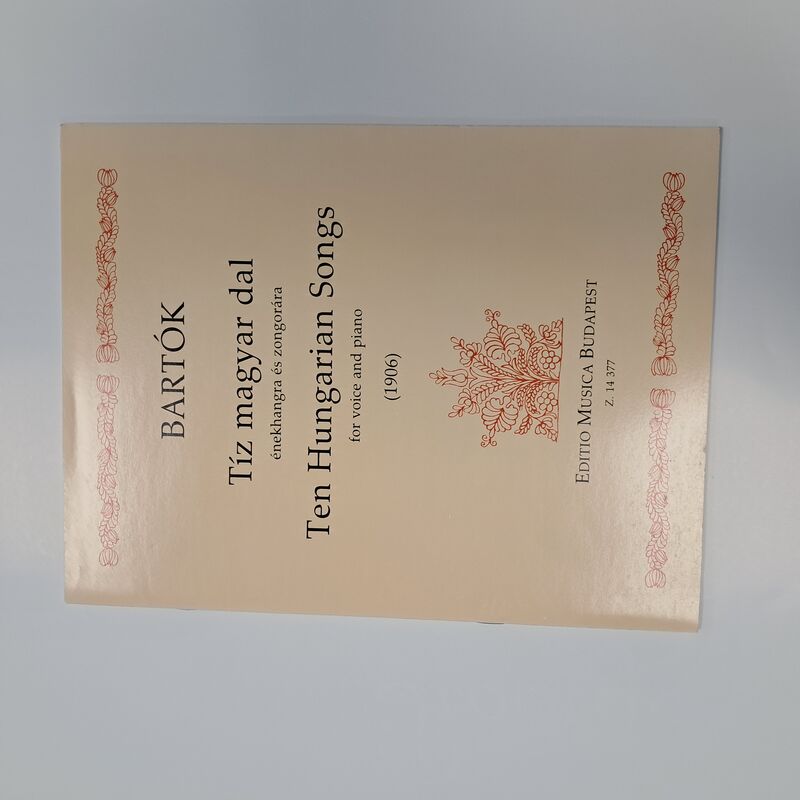 BARTÓK
Tíz magyar dal
énekhangra és zongorára
Ten Hungarian Songs
for voice and piano
(1906)
EDITIO MUSICA BUDAPEST
Z. 14 377